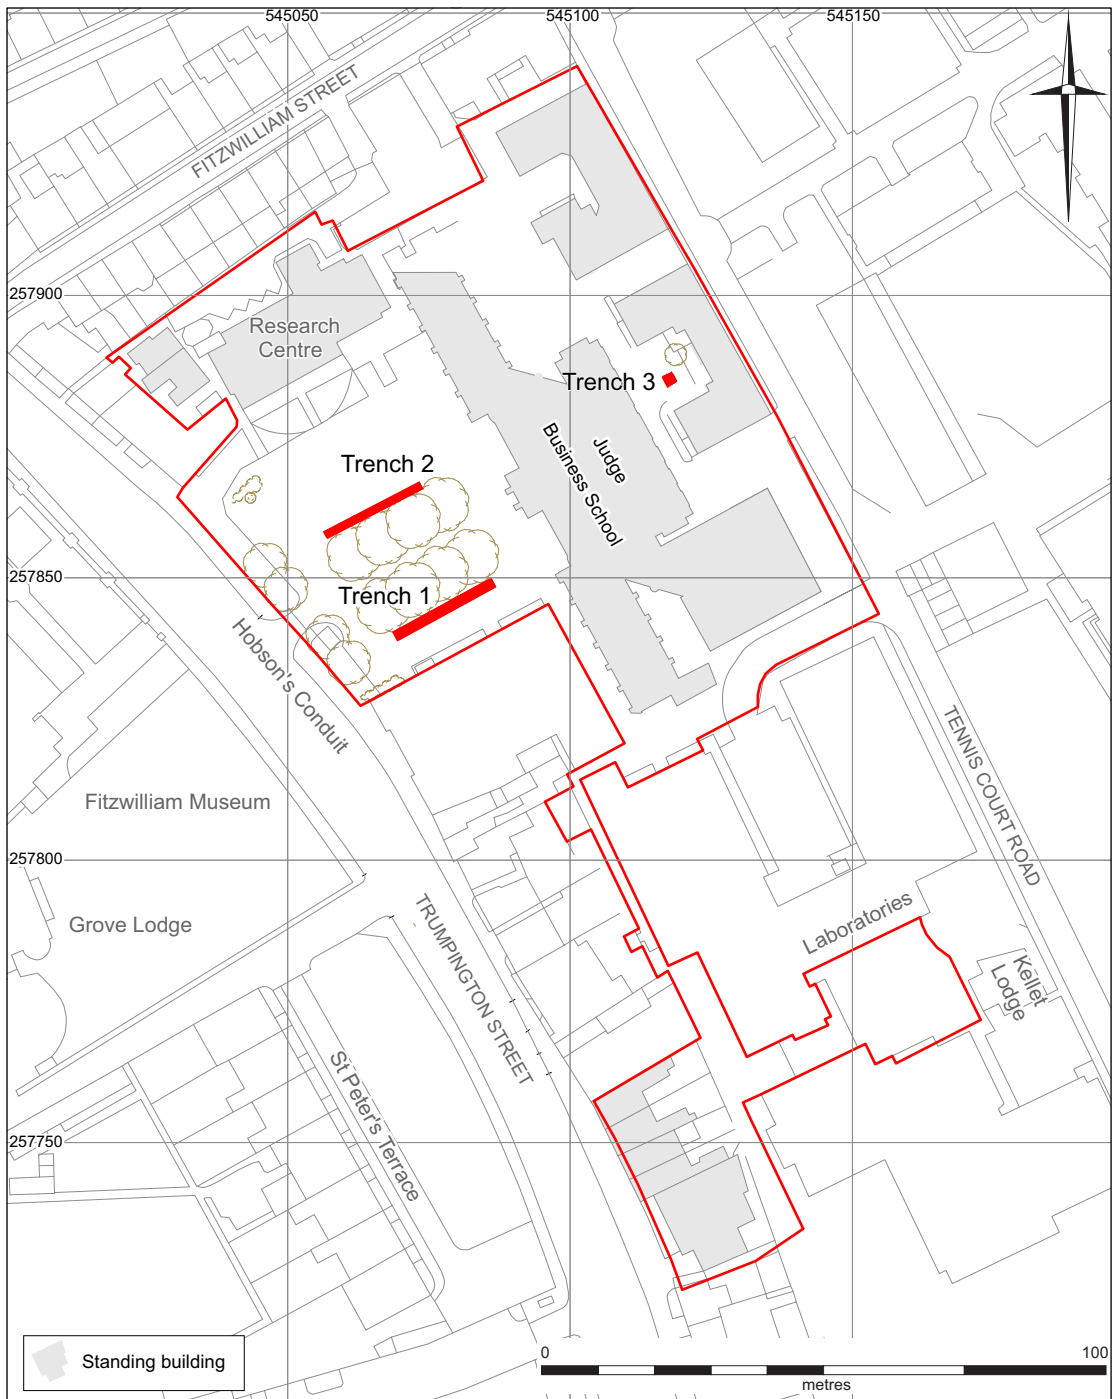 545050
545100
545150
FITZWILLIAM STREET
257900
Research
Centre
Trench 3
Judge
Business School
Trench 2
257850
Trench 1
Hobson's Conduit
TENNIS COURT ROAD
Fitzwilliam Museum
257800
Grove Lodge
TRUMPINGTON STREET
Laboratories
Kellet
Lodge
St Peter's Terrace
257750
Standing building
0
100
metres